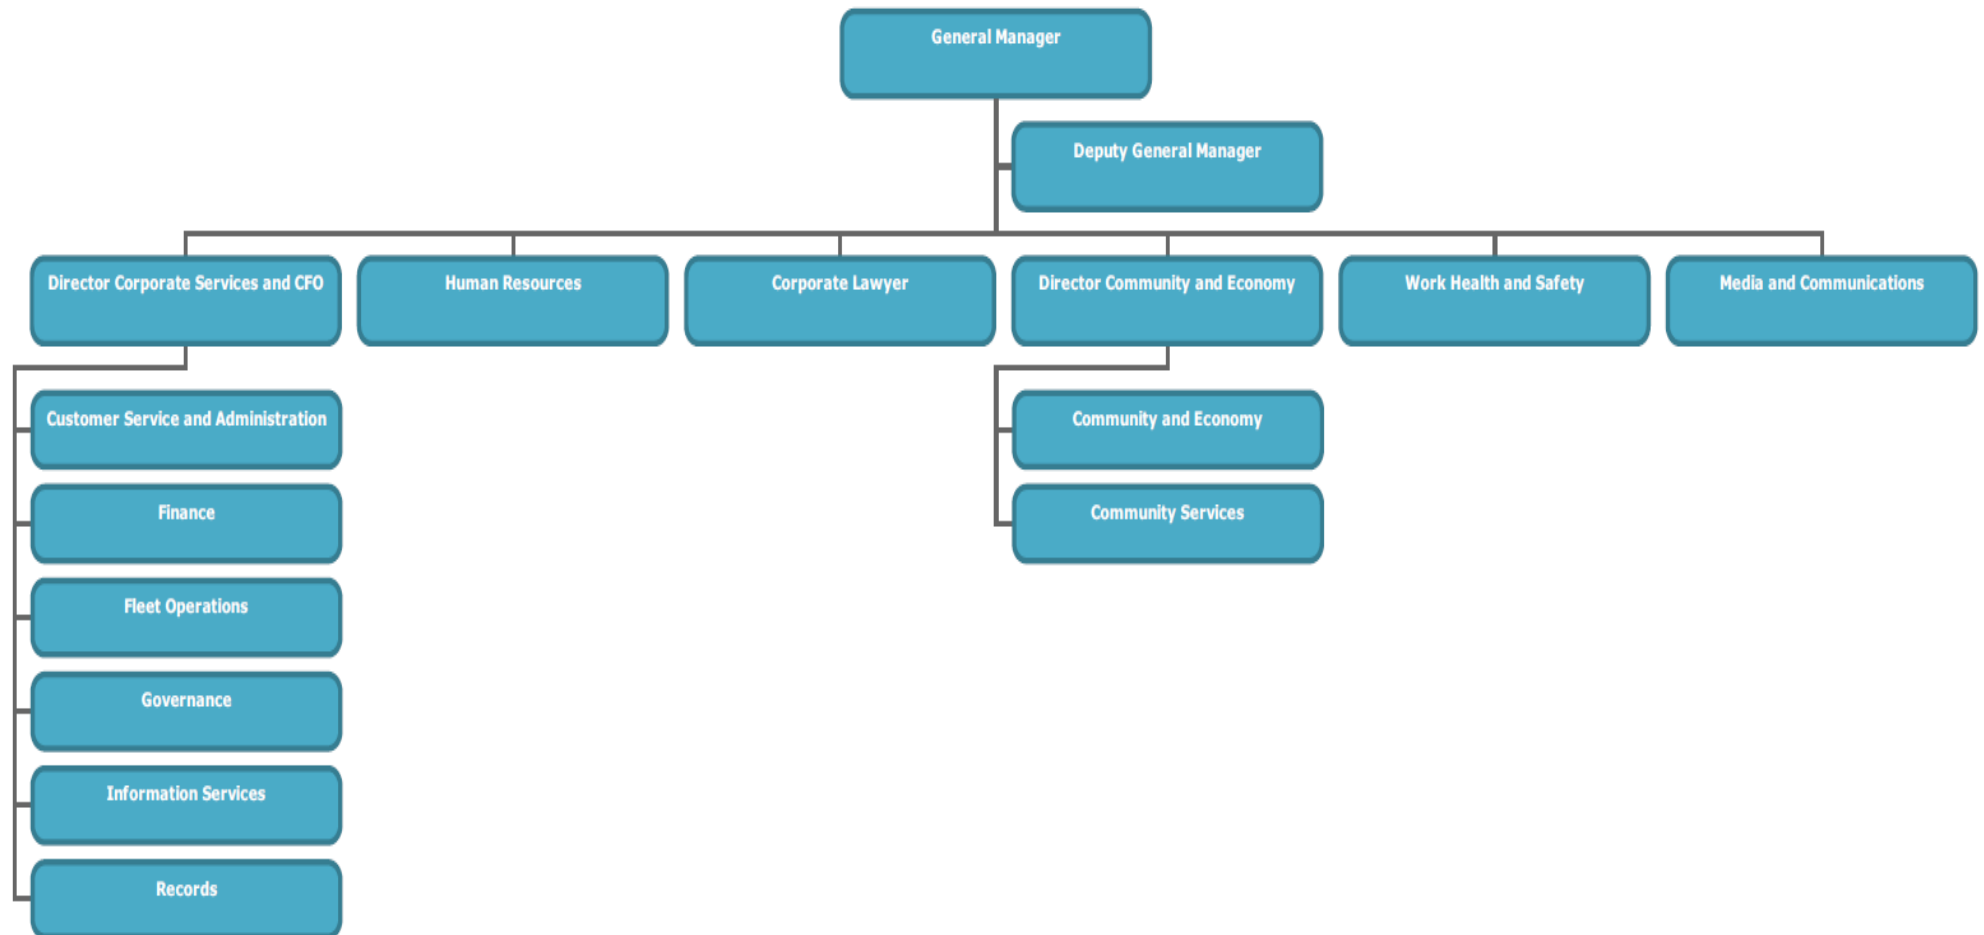 General Manager
Deputy General Manager
Director Corporate Services and CFO
Human Resources
Corporate Lawyer
Director Community and Economy
Work Health and Safety
Media and Communications
Customer Service and Administration
Finance
Fleet Operations
Governance
Information Services
Records
Community and Economy
Community Services